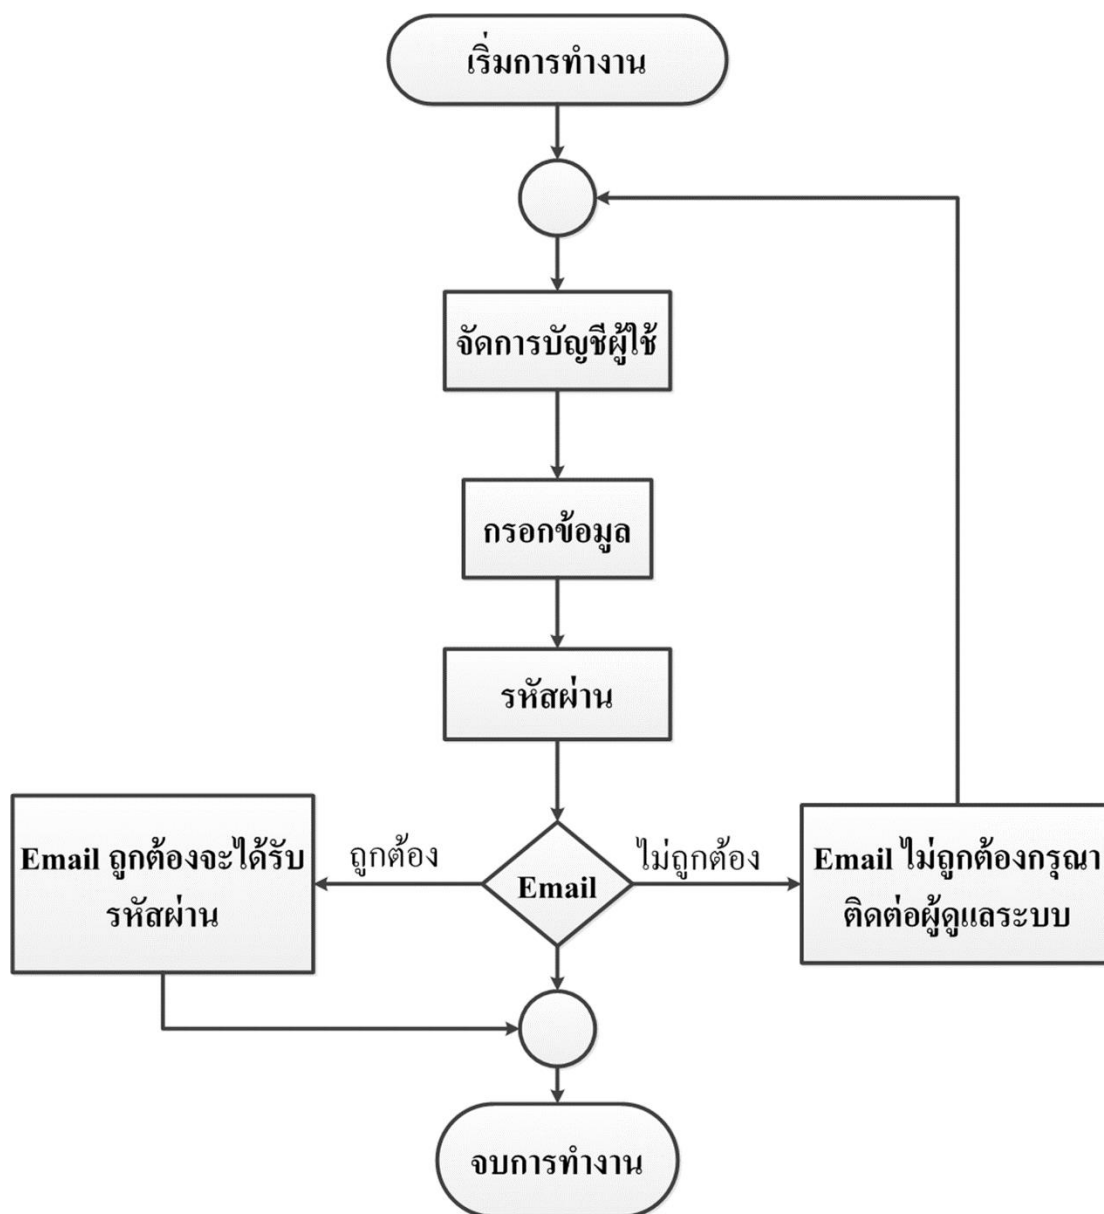 เริ่มการทำงาน
จัดการบัญชีผู้ใช้
กรอกข้อมูล
รหัสผ่าน
Email ถูกต้องจะได้รับ
รหัสผ่าน
ถูกต้อง
Email
ไม่ถูกต้อง
Email ไม่ถูกต้องกรุณา
ติดต่อผู้ดูแลระบบ
จบการทำงาน